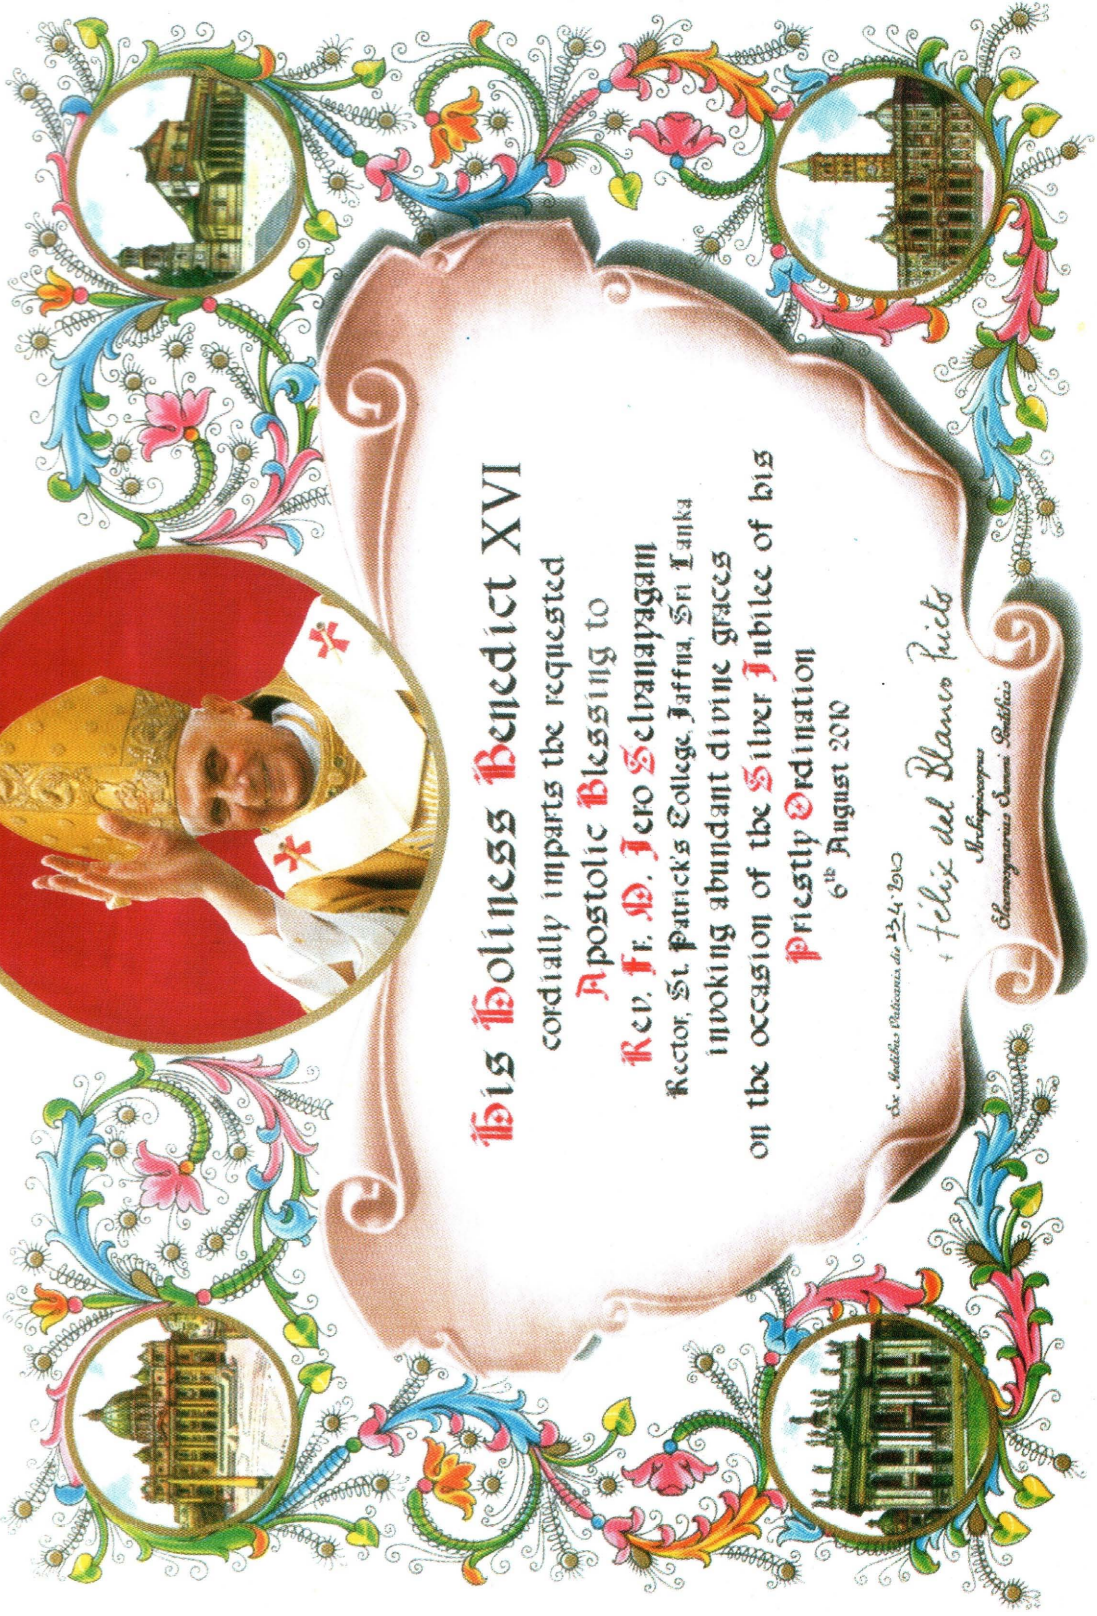 His Holiness Benedict XVI
cordially imparts the requested
Apostolic Blessing to
Rev. Fr. D. Jero Selvanayagam
Rector, St. Patrick's College, Jaffna, Sri Lanka
invoking abundant divine graces
on the occasion of the Silver Jubilee of his
Priestly Ordination
6th August 2010
Ex Aedibus Vaticanis die 23.4.2010
+ Félix del Blanco Prieto
Archiepiscopus
Eleemosynarius Summi Pontificis